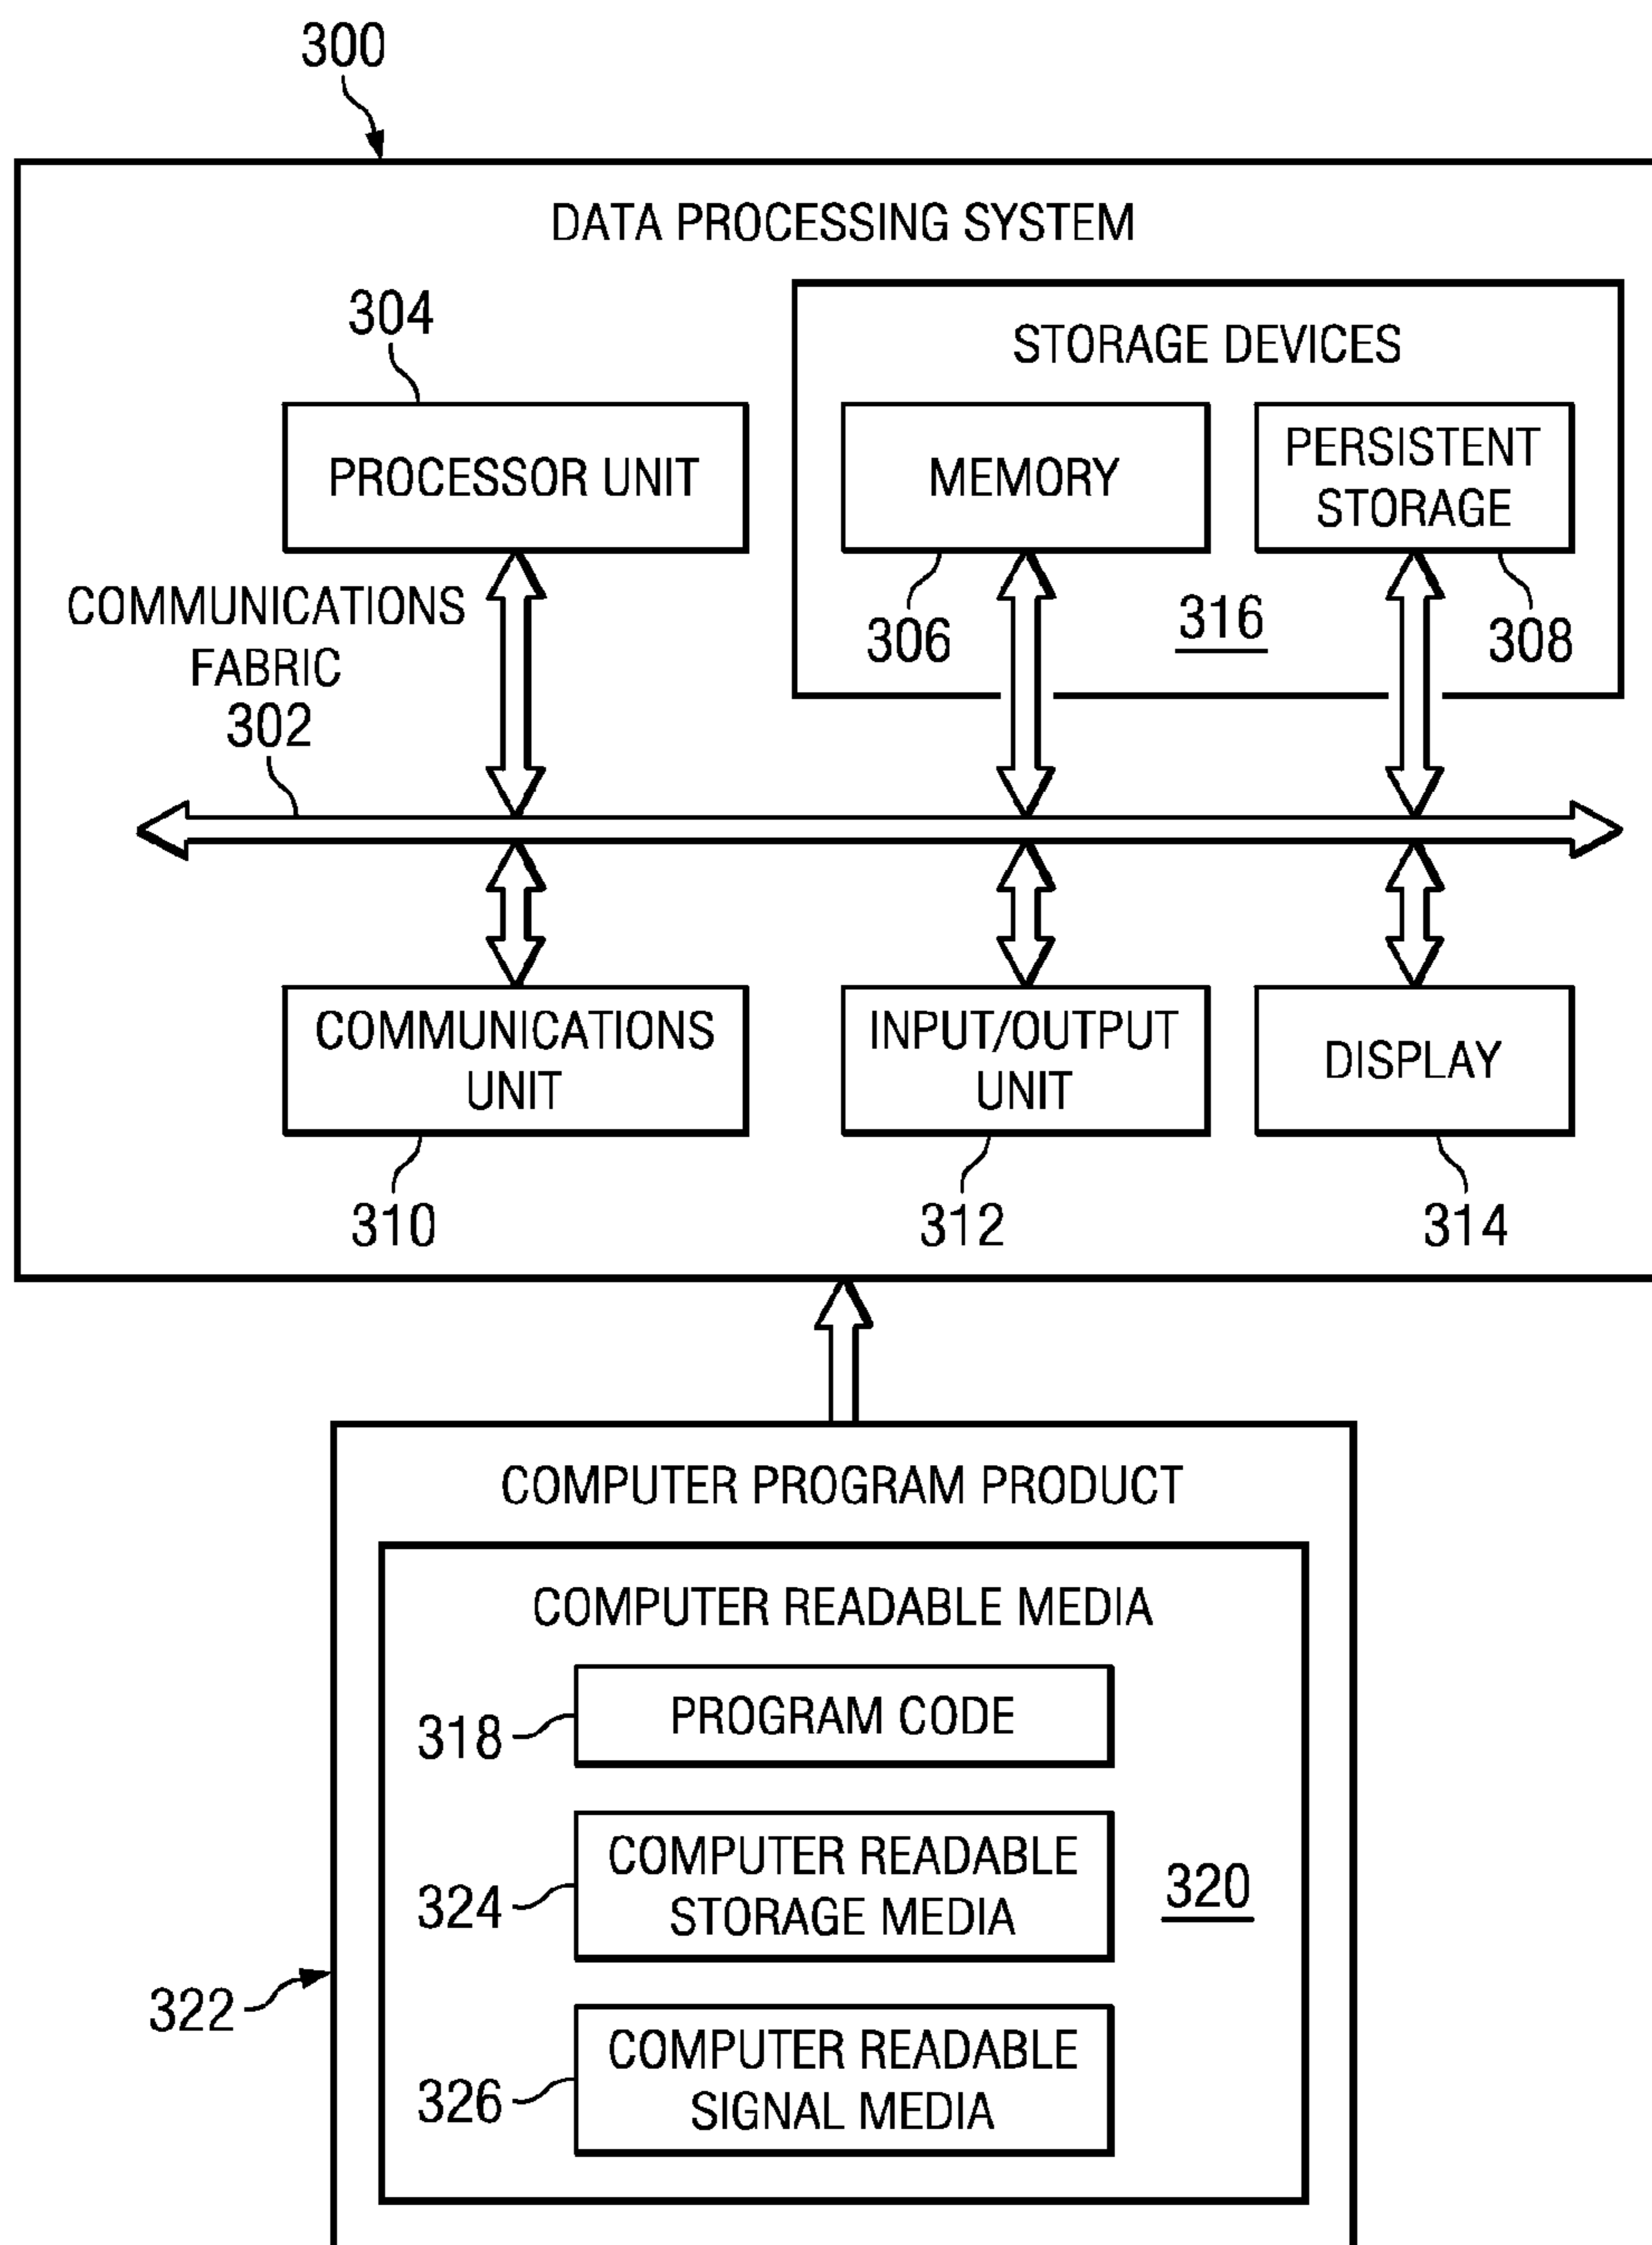 300
DATA PROCESSING SYSTEM
304
STORAGE DEVICES
PROCESSOR UNIT
MEMORY
PERSISTENT
STORAGE
COMMUNICATIONS
FABRIC
302
306
316
308
COMMUNICATIONS
UNIT
INPUT/OUTPUT
UNIT
DISPLAY
310
312
314
COMPUTER PROGRAM PRODUCT
COMPUTER READABLE MEDIA
318
PROGRAM CODE
324
COMPUTER READABLE
STORAGE MEDIA
320
322
326
COMPUTER READABLE
SIGNAL MEDIA